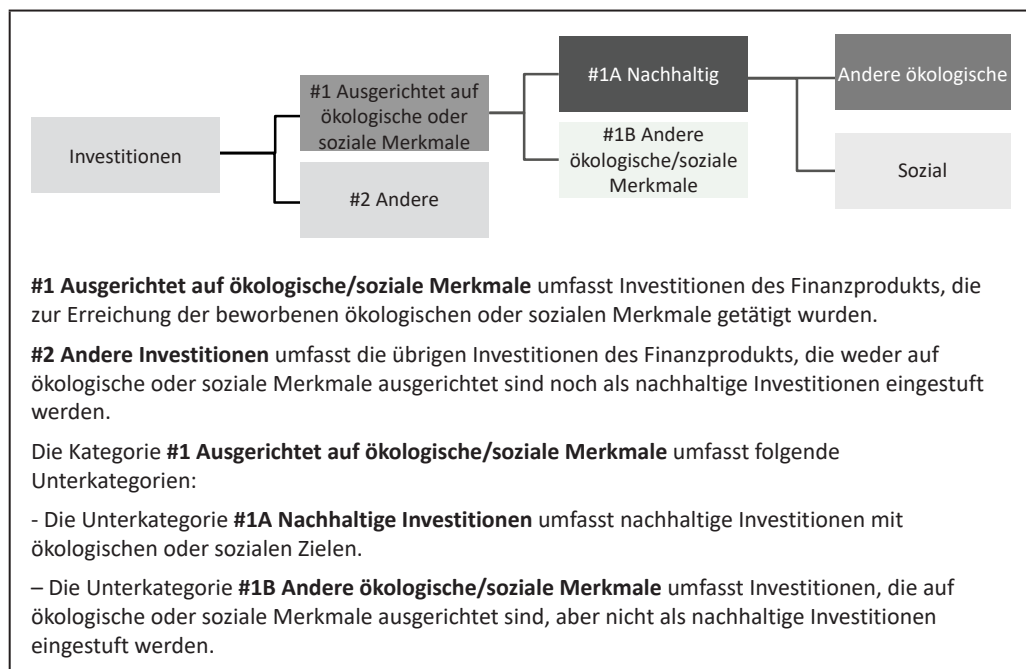 Investitionen
#1 Ausgerichtet auf
ökologische oder
soziale Merkmale
#2 Andere
#1A Nachhaltig
#1B Andere
ökologische/soziale
Merkmale
Andere ökologische
Sozial
#1 Ausgerichtet auf ökologische/soziale Merkmale umfasst Investitionen des Finanzprodukts, die
zur Erreichung der beworbenen ökologischen oder sozialen Merkmale getätigt wurden.
#2 Andere Investitionen umfasst die übrigen Investitionen des Finanzprodukts, die weder auf
ökologische oder soziale Merkmale ausgerichtet sind noch als nachhaltige Investitionen eingestuft
werden.
Die Kategorie #1 Ausgerichtet auf ökologische/soziale Merkmale umfasst folgende
Unterkategorien:
- Die Unterkategorie #1A Nachhaltige Investitionen umfasst nachhaltige Investitionen mit
ökologischen oder sozialen Zielen.
– Die Unterkategorie #1B Andere ökologische/soziale Merkmale umfasst Investitionen, die auf
ökologische oder soziale Merkmale ausgerichtet sind, aber nicht als nachhaltige Investitionen
eingestuft werden.